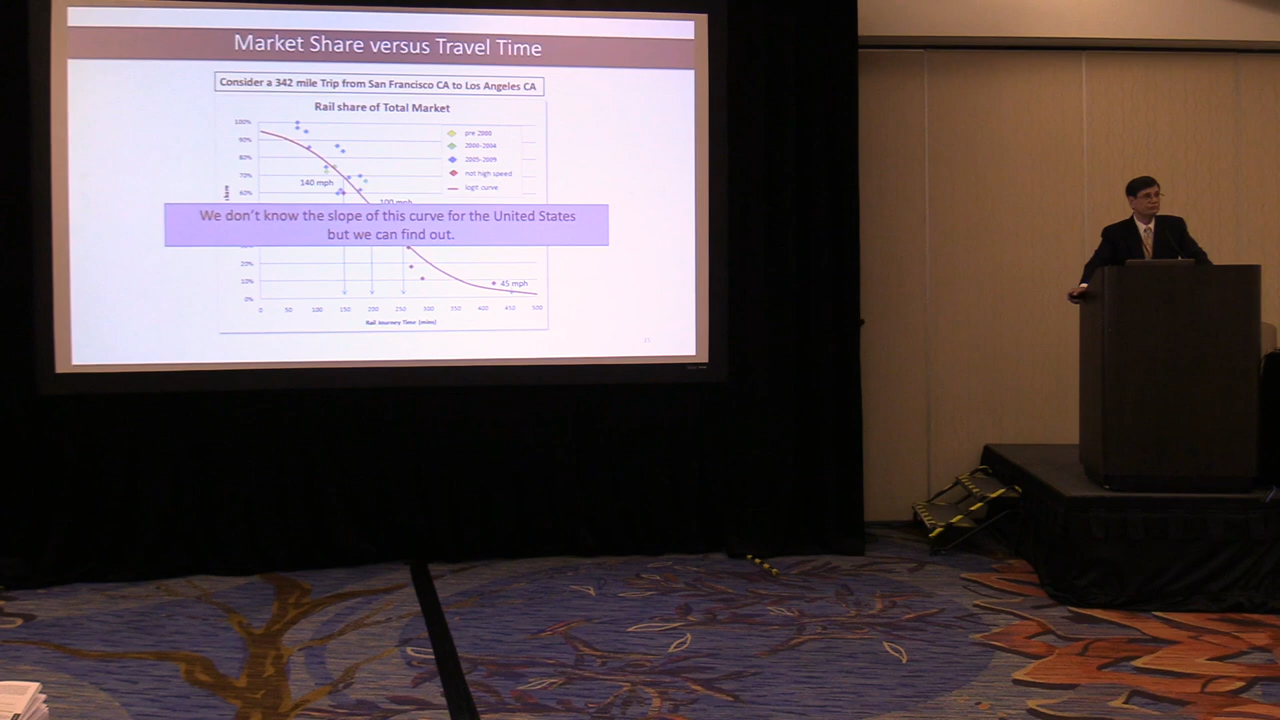 Market Share versus Travel Time
Consider a 342 mile Trip from San Francisco CA to Los Angeles CA
Rail share of Total Market
100%
90%
80%
70%
60%
20%
10%
0%
share
pre 2000
2000-2004
2005-2009
not high speed
logit curve
140 mph
100 mph
We don't know the slope of this curve for the United States
but we can find out.
45 mph
0 50 100 150 200 250 300 350 400 450 500
Rail Journey Time (mins)